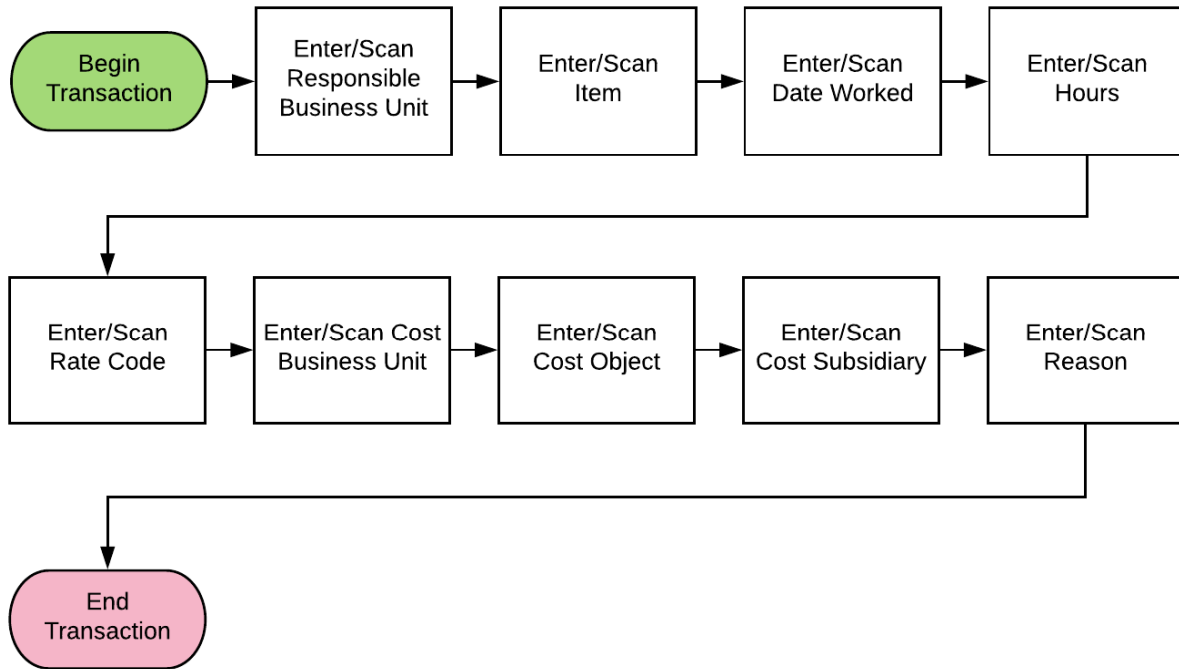 Begin
Transaction
Enter/Scan
Responsible
Business Unit
Enter/Scan
Item
Enter/Scan
Date Worked
Enter/Scan
Hours
Enter/Scan
Rate Code
Enter/Scan Cost
Business Unit
Enter/Scan
Cost Object
Enter/Scan
Cost Subsidiary
Enter/Scan
Reason
End
Transaction